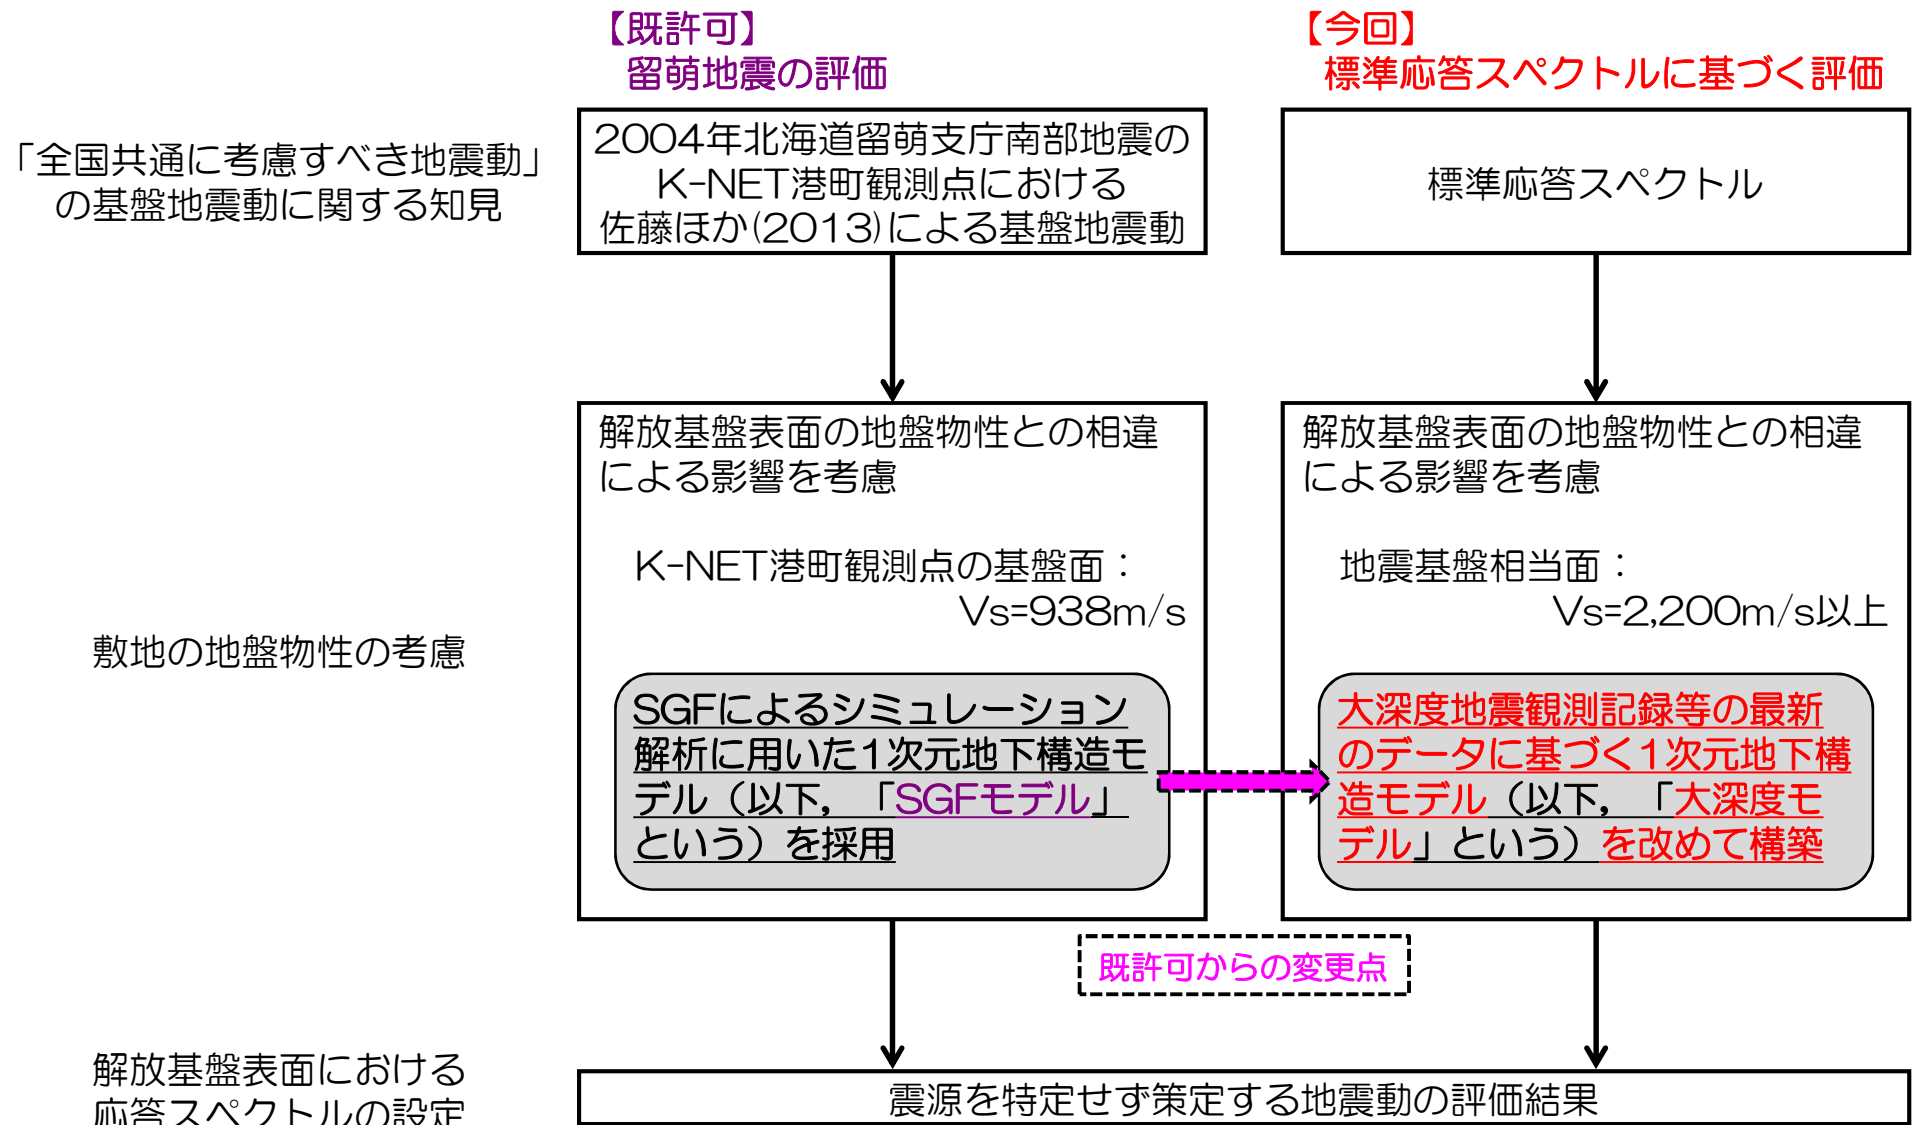 【既許可】
留萌地震の評価
【今回】
標準応答スペクトルに基づく評価
「全国共通に考慮すべき地震動」
の基盤地震動に関する知見
2004年北海道留萌支庁南部地震の
K-NET港町観測点における
佐藤ほか(2013)による基盤地震動
標準応答スペクトル
敷地の地盤物性の考慮
解放基盤表面の地盤物性との相違
による影響を考慮
K-NET港町観測点の基盤面：
Vs=938m/s
SGFによるシミュレーション
解析に用いた1次元地下構造モ
デル（以下，「SGFモデル」
という）を採用
解放基盤表面の地盤物性との相違
による影響を考慮
地震基盤相当面：
Vs=2,200m/s以上
大深度地震観測記録等の最新
のデータに基づく1次元地下構
造モデル（以下，「大深度モ
デル」という）を改めて構築
既許可からの変更点
解放基盤表面における
応答スペクトルの設定
震源を特定せず策定する地震動の評価結果